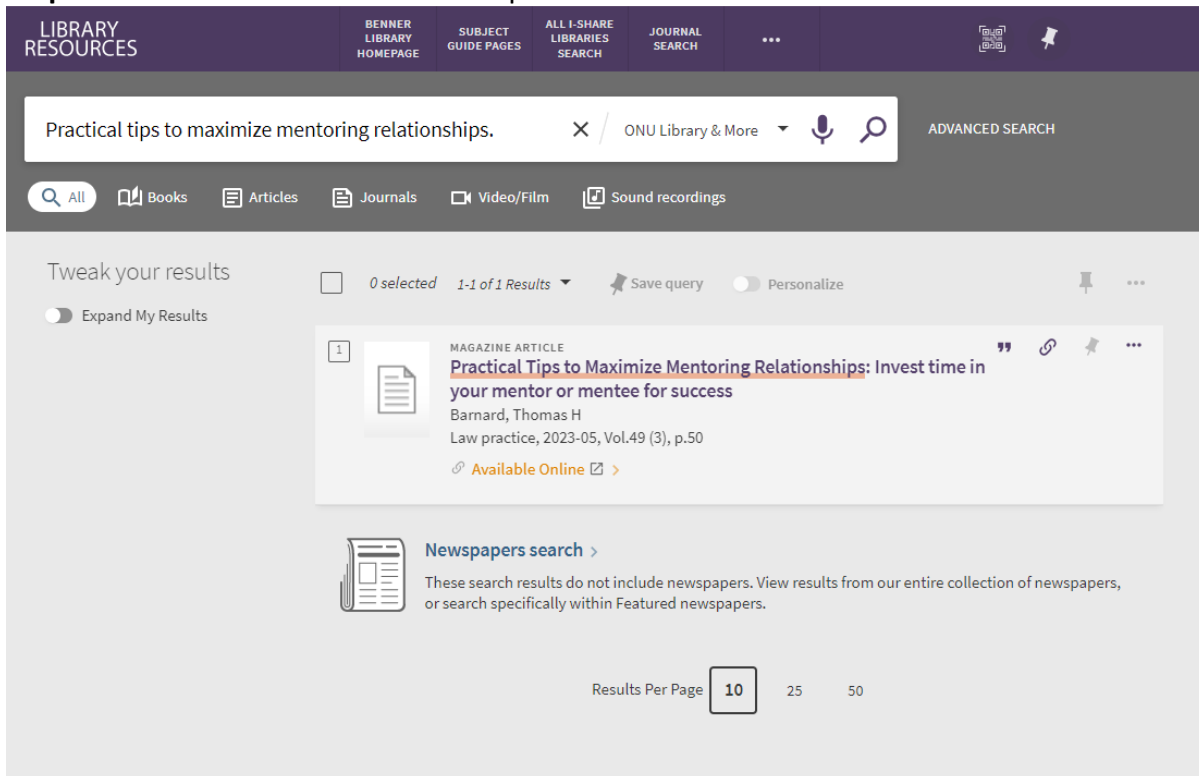 LIBRARY
RESOURCES
BENNER
LIBRARY
HOMEPAGE
SUBJECT
GUIDE PAGES
ALL I-SHARE
LIBRARIES
SEARCH
JOURNAL
SEARCH
Practical tips to maximize mentoring relationships.
ONU Library & More
ADVANCED SEARCH
All
Books
Articles
Journals
Video/Film
Sound recordings
Tweak your results
Expand My Results
0 selected
1-1 of 1 Results
Save query
Personalize
1
MAGAZINE ARTICLE
Practical Tips to Maximize Mentoring Relationships: Invest time in
your mentor or mentee for success
Barnard, Thomas H
Law practice, 2023-05, Vol.49 (3), p.50
Available Online >
Newspapers search >
These search results do not include newspapers. View results from our entire collection of newspapers,
or search specifically within Featured newspapers.
Results Per Page 10 25 50